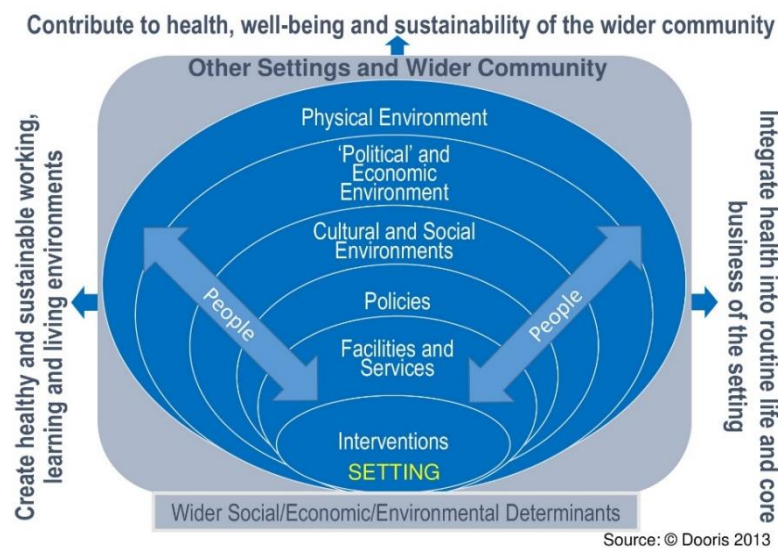 Contribute to health, well-being and sustainability of the wider community
Other Settings and Wider Community
Create healthy and sustainable working,
learning and living environments
Physical Environment
‘Political’ and
Economic
Environment
Cultural and Social
Environments
Policies
Facilities and
Services
People
People
Interventions
SETTING
Integrate health into routine life and core
business of the setting
Wider Social/Economic/Environmental Determinants
Source: © Dooris 2013